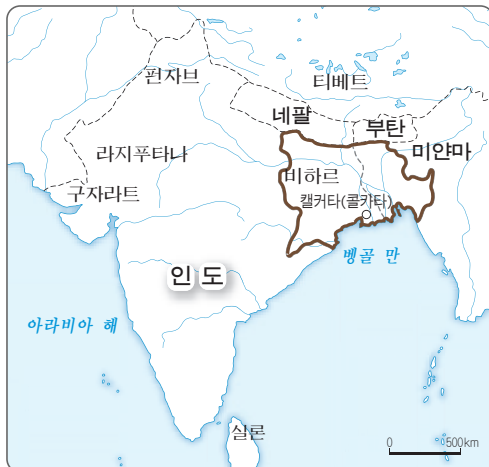 펀자브
티베트
네팔
부탄
미얀마
라지푸타나
비하르
구자라트
캘커타(콜카타)
벵골 만
인도
아라비아 해
실론
0 500km